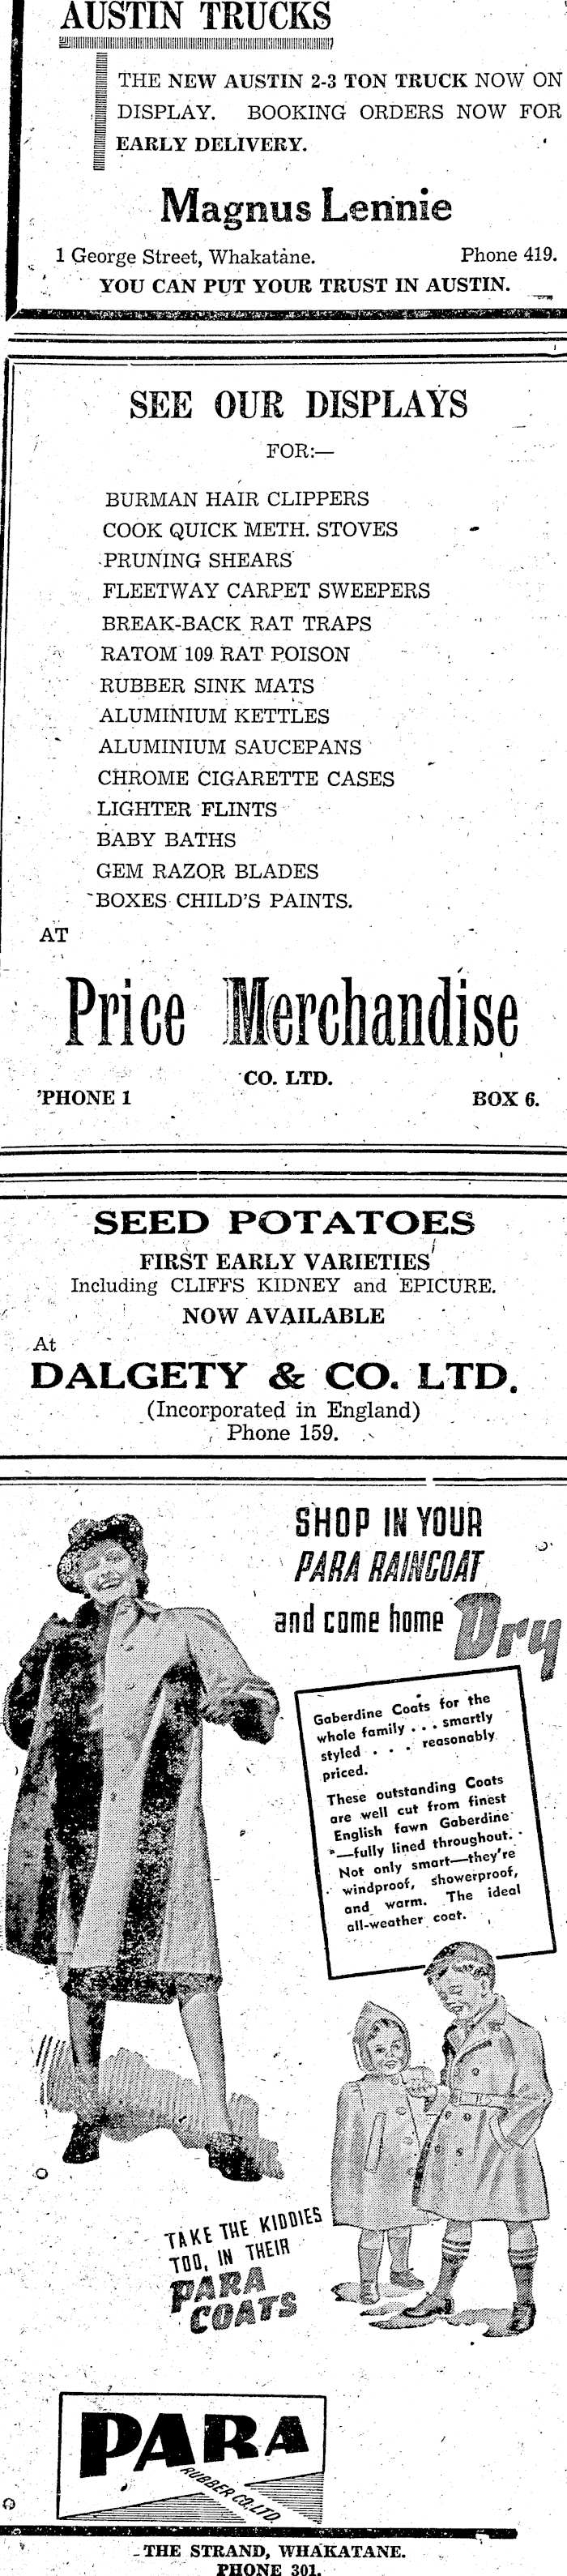 AUSTIN TRUCKS
THE NEW AUSTIN 2-3 TON TRUCK NOW ON
DISPLAY. BOOKING ORDERS NOW FOR
EARLY DELIVERY.
Magnus Lennie
1 George Street, Whakatane. Phone 419.
YOU CAN PUT YOUR TRUST IN AUSTIN.
SEE OUR DISPLAYS
FOR:—
BURMAN HAIR CLIPPERS
COOK QUICK METH. STOVES
PRUNING SHEARS
FLEETWAY CARPET SWEEPERS
BREAK-BACK RAT TRAPS
RATOM 109 RAT POISON
RUBBER SINK MATS
ALUMINIUM KETTLES
ALUMINIUM SAUCEPANS
CHROME CIGARETTE CASES
LIGHTER FLINTS
BABY BATHS
GEM RAZOR BLADES
BOXES CHILD'S PAINTS.
AT
Price Merchandise
CO. LTD.
'PHONE 1 BOX 6.
SEED POTATOES
FIRST EARLY VARIETIES
Including CLIFFS KIDNEY and EPICURE.
NOW AVAILABLE
At
DALGETY & CO. LTD.
(Incorporated in England)
Phone 159.
SHOP IN YOUR
PARA RAINCOAT
and come home Dry
Gaberdine Coats for the
whole family . . . smartly
styled . . . reasonably
priced.
These outstanding Coats
are well cut from finest
English fawn Gaberdine
—fully lined throughout.
Not only smart—they're
windproof, showerproof,
and warm. The ideal
all-weather coat.
TAKE THE KIDDIES
TOO, IN THEIR
PARA
COATS
PARA
RUBBER CO. LTD.
THE STRAND, WHAKATANE.
PHONE 301.